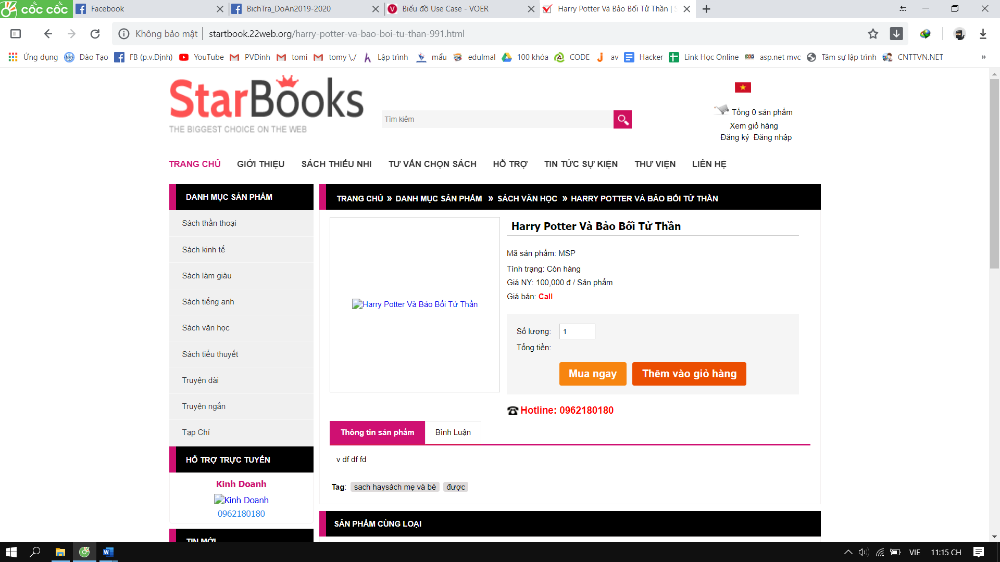 cốc cốc
Facebook
BichTra_DoAn2019-2020
Biểu đồ Use Case - VOER
Harry Potter Và Bảo Bối Tử Thần | S
Không bảo mật
startbook.22web.org/harry-potter-va-bao-boi-tu-than-991.html
Ứng dụng
Đào Tạo
FB (p.v.Định)
YouTube
PVĐinh
tomi
tomy \./
Lập trình
mẫu
edulmal
100 khóa
CODE
av
Hacker
Link Học Online
asp.net mvc
Tâm sự lập trình
CNTTVN.NET
»
StarBooks
THE BIGGEST CHOICE ON THE WEB
Tìm kiếm
Tổng 0 sản phẩm
Xem giỏ hàng
Đăng ký Đăng nhập
TRANG CHỦ GIỚI THIỆU SÁCH THIẾU NHI TƯ VẤN CHỌN SÁCH HỖ TRỢ TIN TỨC SỰ KIỆN THƯ VIỆN LIÊN HỆ
DANH MỤC SẢN PHẨM
Sách thần thoại
Sách kinh tế
Sách làm giàu
Sách tiếng anh
Sách văn học
Sách tiểu thuyết
Truyện dài
Truyện ngắn
Tạp Chí
HỖ TRỢ TRỰC TUYẾN
Kinh Doanh
Kinh Doanh
0962180180
TIN MỚI
TRANG CHỦ » DANH MỤC SẢN PHẨM » SÁCH VĂN HỌC » HARRY POTTER VÀ BẢO BỐI TỬ THẦN
Harry Potter Và Bảo Bối Tử Thần
Harry Potter Và Bảo Bối Tử Thần
Mã sản phẩm: MSP
Tình trạng: Còn hàng
Giá NY: 100,000 đ / Sản phẩm
Giá bán: Call
Số lượng: 1
Tổng tiền:
Mua ngay
Thêm vào giỏ hàng
Hotline: 0962180180
Thông tin sản phẩm
Bình Luận
v df df fd
Tag: sach haysách mẹ và bé được
SẢN PHẨM CÙNG LOẠI
VIE
11:15 CH